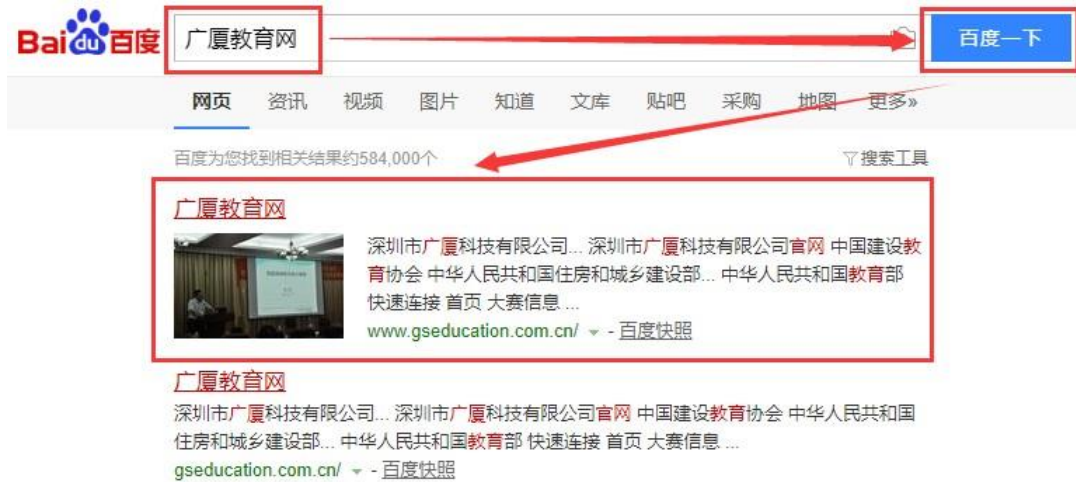 Bai du 百度 广厦教育网 百度一下
网页 资讯 视频 图片 知道 文库 贴吧 采购 地图 更多»
百度为您找到相关结果约584,000个 搜索工具
广厦教育网
深圳市广厦科技有限公司... 深圳市广厦科技有限公司官网 中国建设教
育协会 中华人民共和国住房和城乡建设部... 中华人民共和国教育部
快速连接 首页 大赛信息 ...
www.gseducation.com.cn/ - 百度快照
广厦教育网
深圳市广厦科技有限公司... 深圳市广厦科技有限公司官网 中国建设教育协会 中华人民共和国
住房和城乡建设部... 中华人民共和国教育部 快速连接 首页 大赛信息 ...
gseducation.com.cn/ - 百度快照